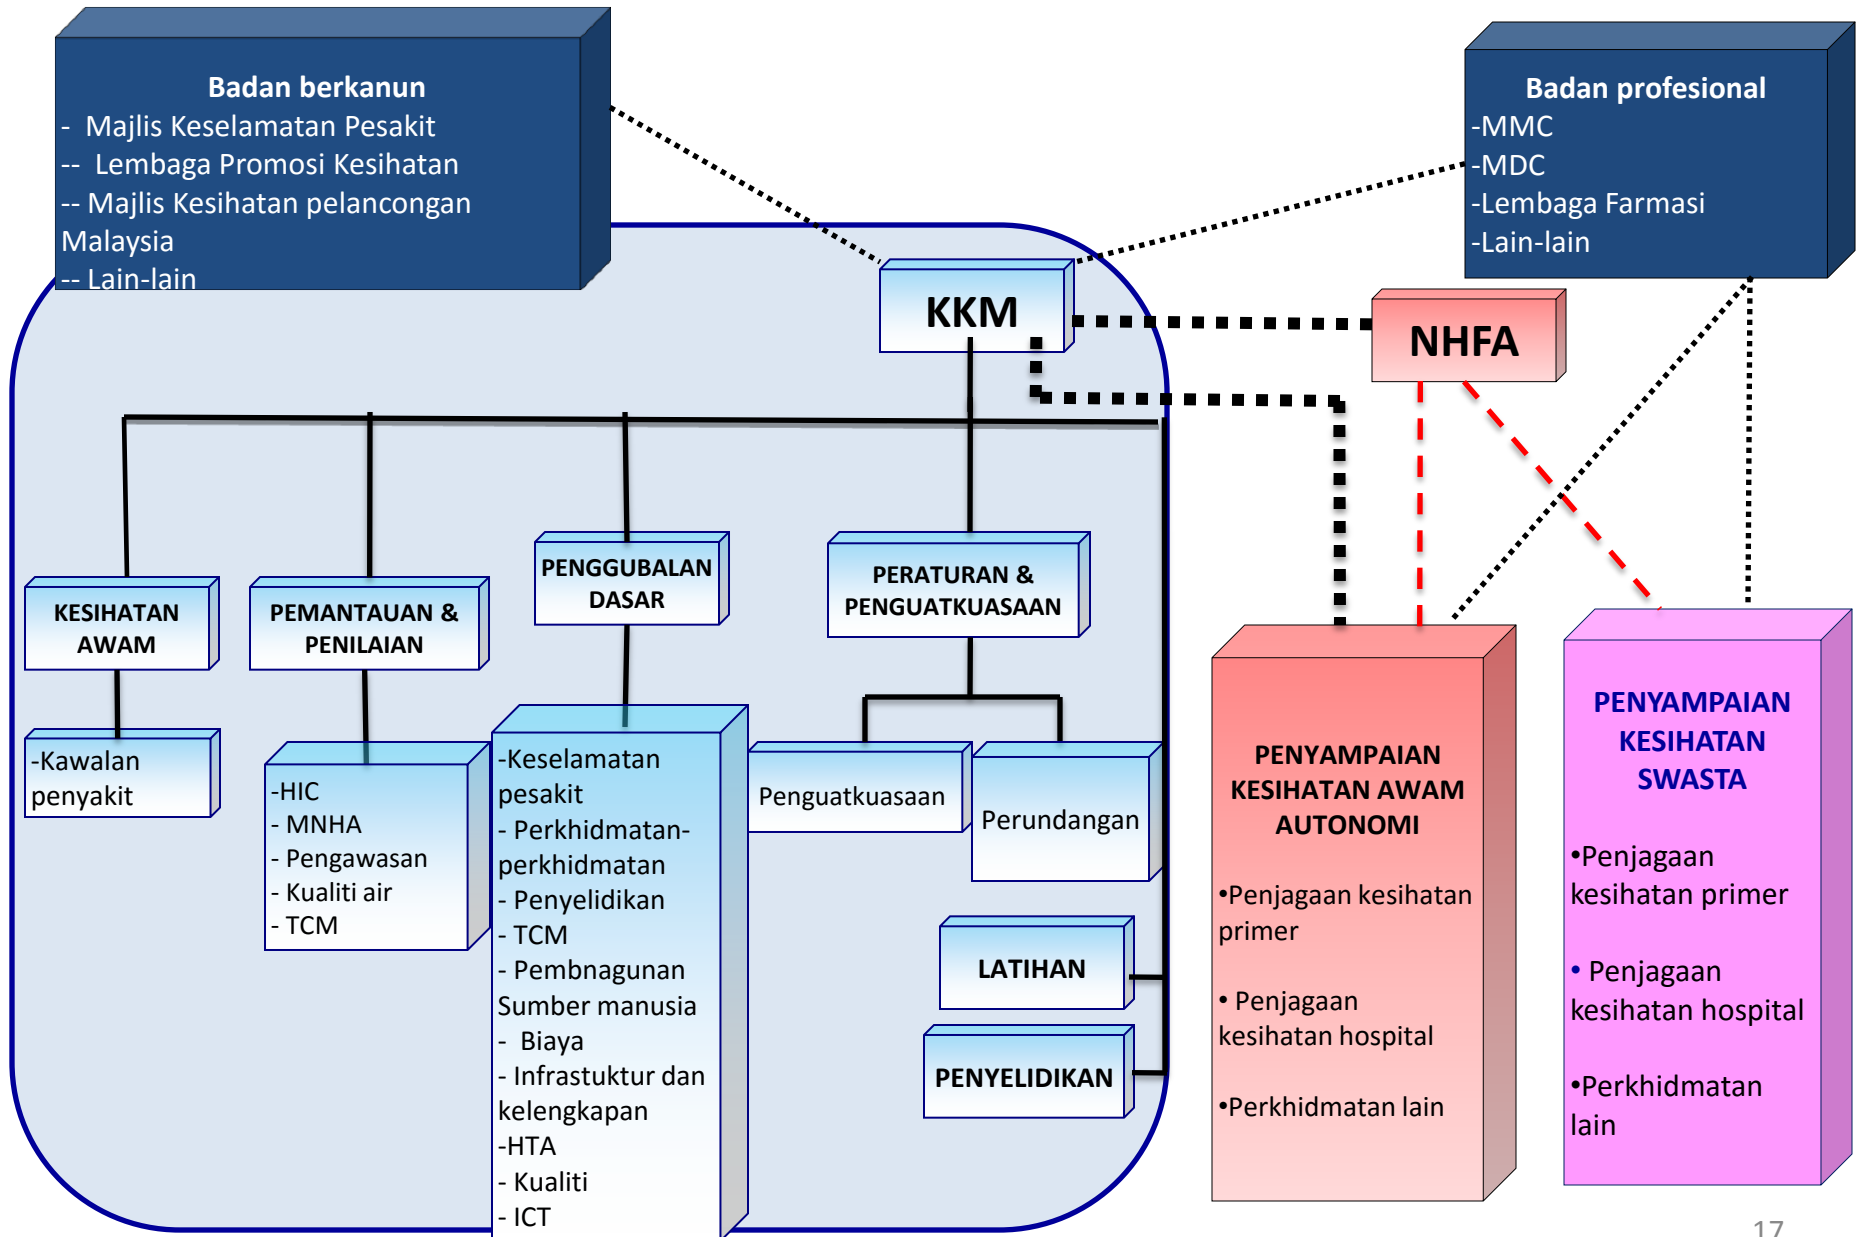 Badan berkanun
- Majlis Keselamatan Pesakit
-- Lembaga Promosi Kesihatan
-- Majlis Kesihatan pelancongan
Malaysia
-- Lain-lain
Badan profesional
-MMC
-MDC
-Lembaga Farmasi
-Lain-lain
KKM
NHFA
KESIHATAN
AWAM
-Kawalan
penyakit
PEMANTAUAN &
PENILAIAN
-HIC
- MNHA
- Pengawasan
- Kualiti air
- TCM
PENGGUBALAN
DASAR
-Keselamatan
pesakit
- Perkhidmatan-
perkhidmatan
- Penyelidikan
- TCM
- Pembnagunan
Sumber manusia
- Biaya
- Infrastuktur dan
kelengkapan
-HTA
- Kualiti
- ICT
PERATURAN &
PENGUATKUASAAN
Penguatkuasaan
Perundangan
LATIHAN
PENYELIDIKAN
PENYAMPAIAN
KESIHATAN AWAM
AUTONOMI
•Penjagaan kesihatan
primer
• Penjagaan
kesihatan hospital
•Perkhidmatan lain
PENYAMPAIAN
KESIHATAN
SWASTA
•Penjagaan
kesihatan primer
• Penjagaan
kesihatan hospital
•Perkhidmatan
lain
17